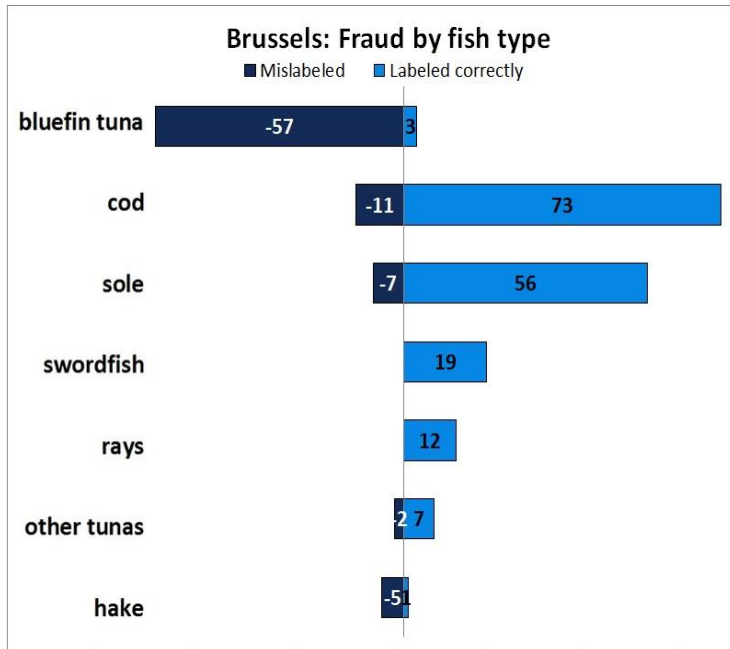 Brussels: Fraud by fish type
Mislabeled Labeled correctly
bluefin tuna -57 3
cod -11 73
sole -7 56
swordfish 19
rays 12
other tunas -2 7
hake -5 1